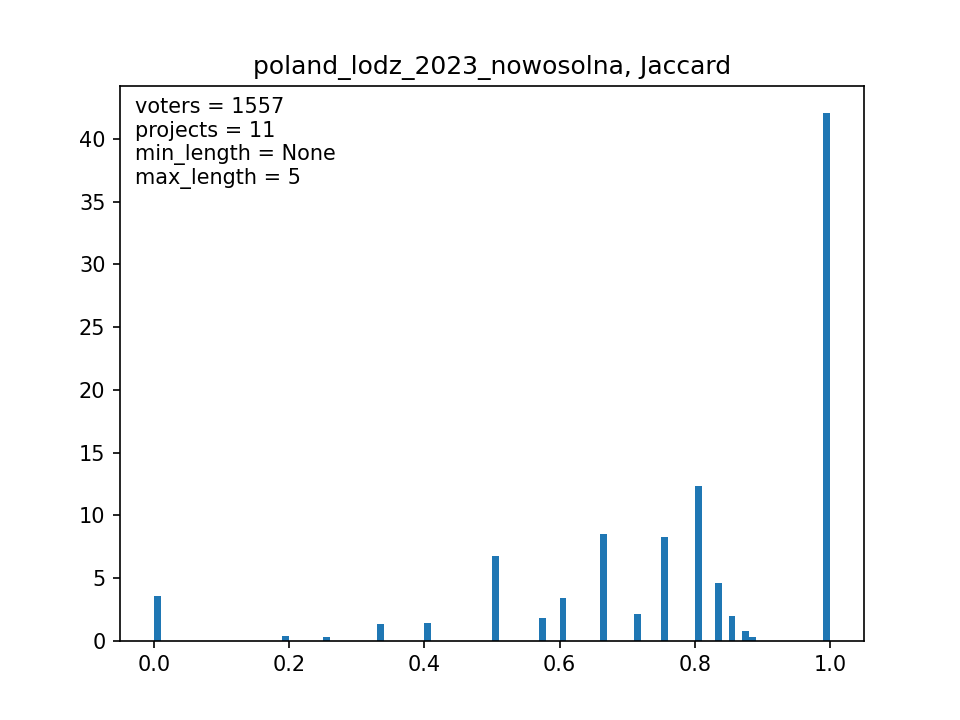 poland_lodz_2023_nowosolna, Jaccard
voters = 1557
projects = 11
min_length = None
max_length = 5
40
35
30
25
20
15
10
5
0
0.0 0.2 0.4 0.6 0.8 1.0